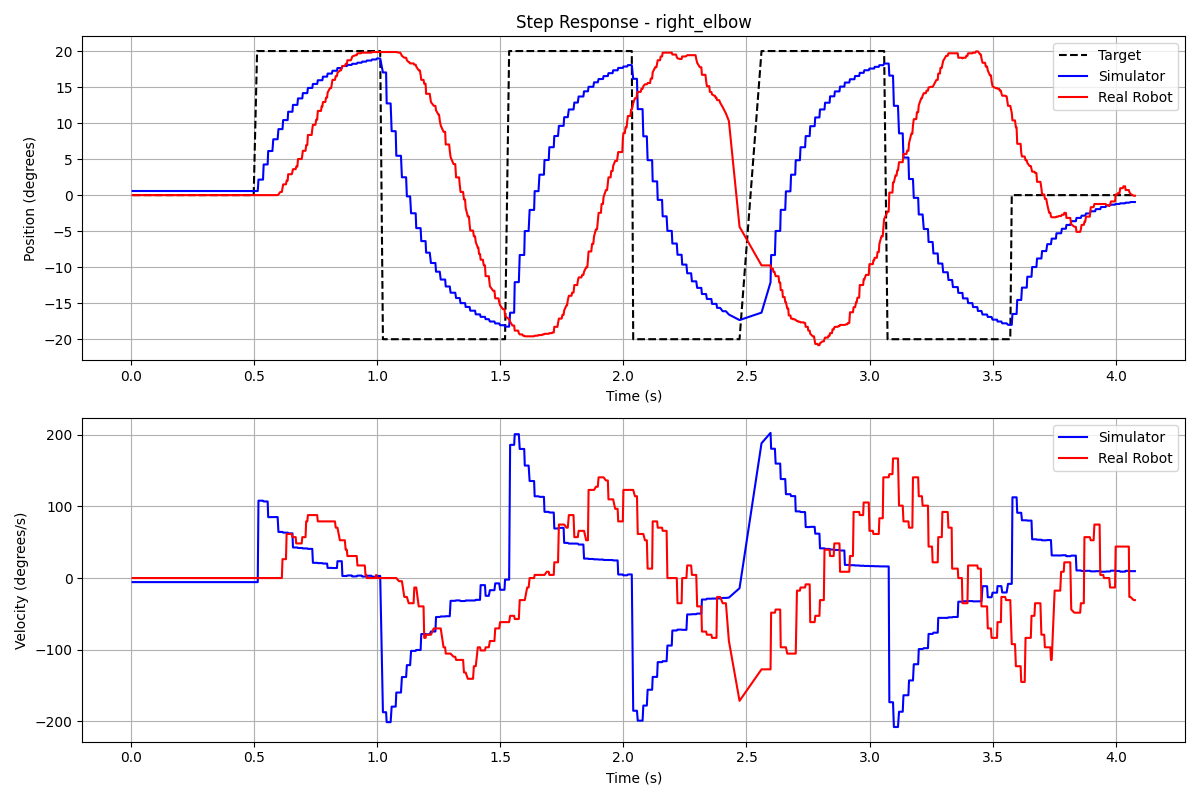 Step Response - right_elbow
Position (degrees)
20
15
10
5
0
−5
−10
−15
−20
Target
Simulator
Real Robot
0.0 0.5 1.0 1.5 2.0 2.5 3.0 3.5 4.0
Time (s)
Velocity (degrees/s)
200
100
0
−100
−200
Simulator
Real Robot
0.0 0.5 1.0 1.5 2.0 2.5 3.0 3.5 4.0
Time (s)